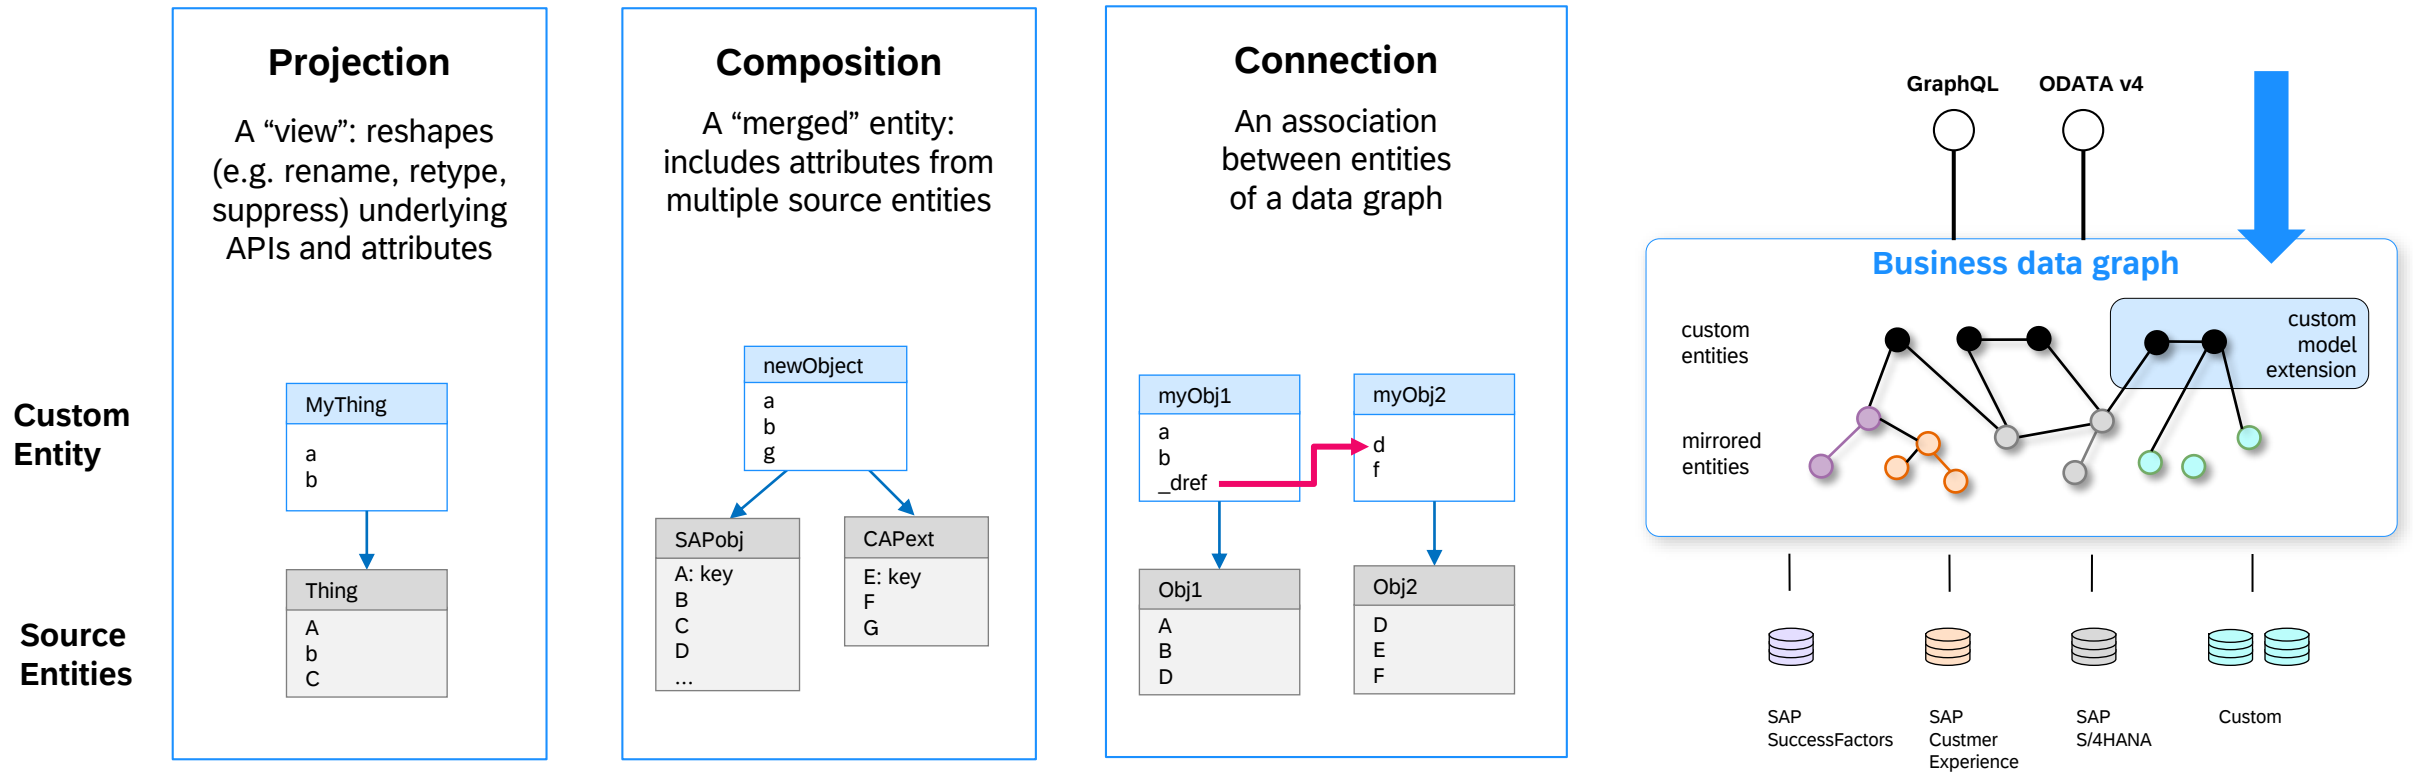 Projection
A “view”: reshapes
(e.g. rename, retype,
suppress) underlying
APIs and attributes
Custom
Entity
MyThing
a
b
Source
Entities
Thing
A
b
C
Composition
A “merged” entity:
includes attributes from
multiple source entities
newObject
a
b
g
SAPobj
A: key
B
C
D
...
CAPext
E: key
F
G
Connection
An association
between entities
of a data graph
myObj1
a
b
_dref
myObj2
d
f
Obj1
A
B
D
Obj2
D
E
F
GraphQL
ODATA v4
Business data graph
custom
entities
custom
model
extension
mirrored
entities
SAP
SuccessFactors
SAP
Custmer
Experience
SAP
S/4HANA
Custom